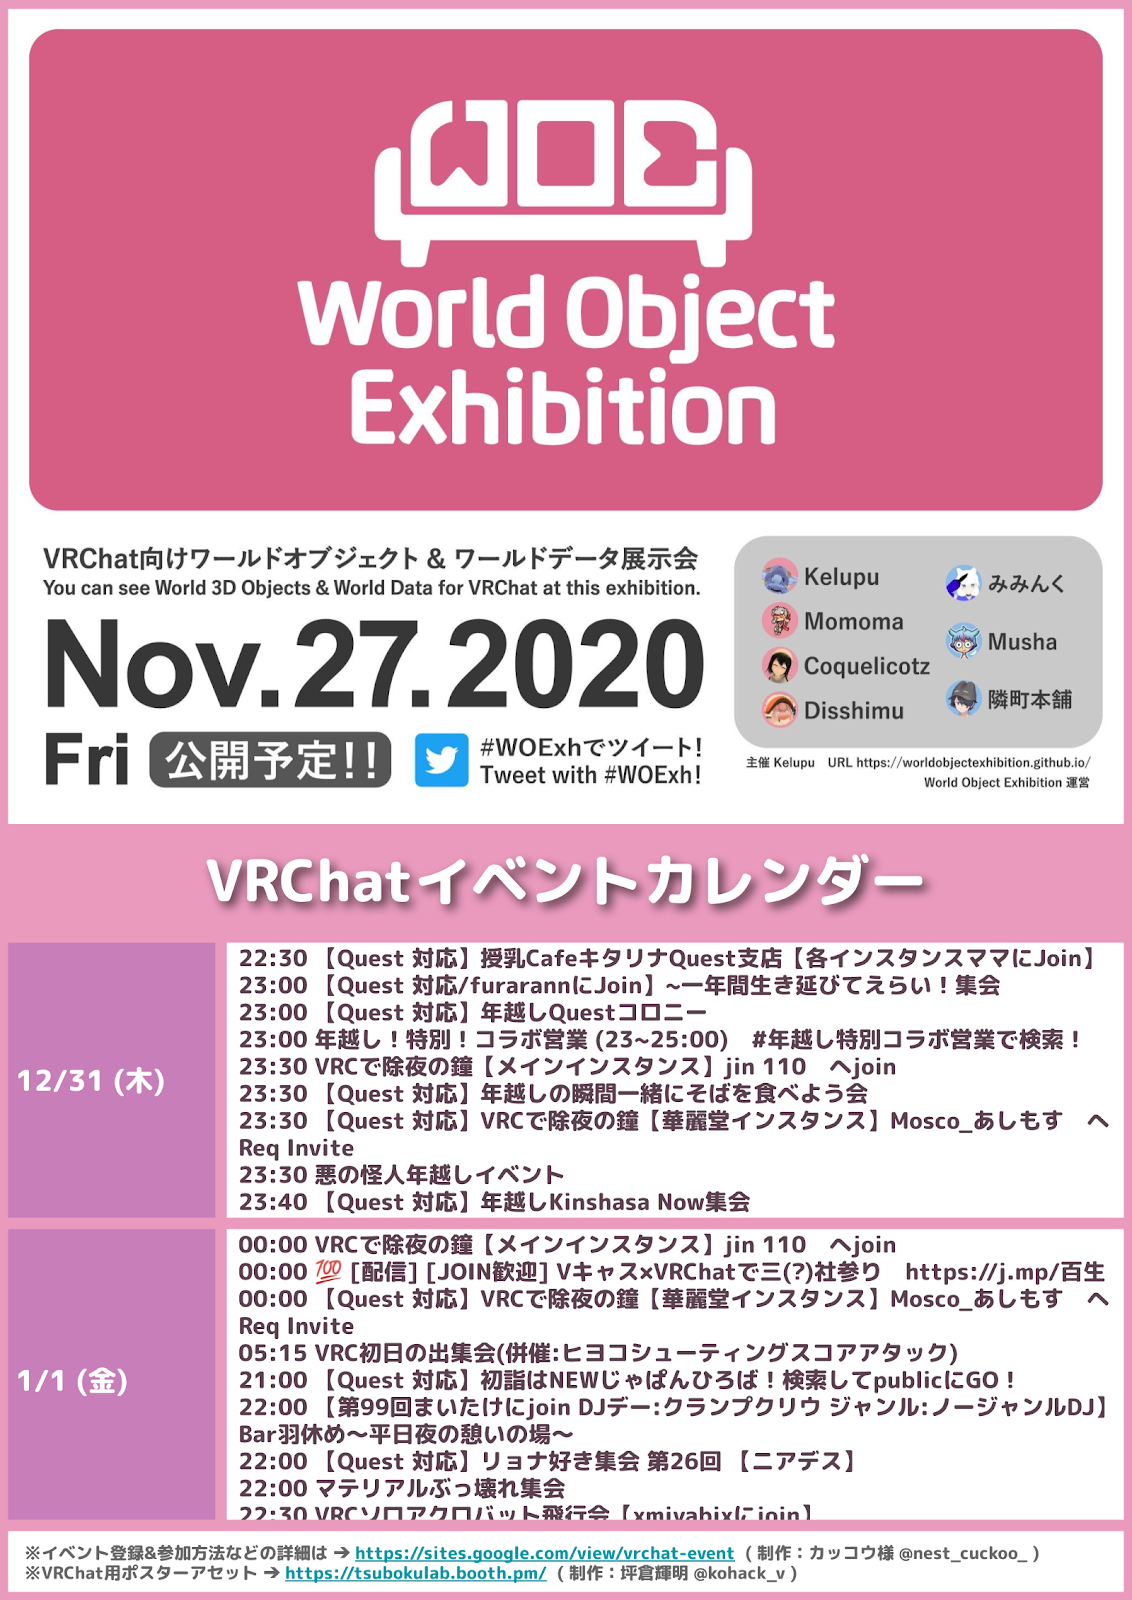 WOE
World Object
Exhibition
VRChat向けワールドオブジェクト & ワールドデータ展示会
You can see World 3D Objects & World Data for VRChat at this exhibition.
Nov.27.2020
Fri 公開予定!!
#WOExhでツイート!
Tweet with #WOExh!
Kelupu
Momoma
Coquelicotz
Disshimu
みみんく
Musha
隣町本舗
主催 Kelupu URL https://worldobjectexhibition.github.io/
World Object Exhibition 運営
VRChatイベントカレンダー
12/31 (木)
22:30 【Quest 対応】授乳CafeキタリナQuest支店【各インスタンスママにJoin】
23:00 【Quest 対応/furarannにJoin】~一年間生き延びてえらい！集会
23:00 【Quest 対応】年越しQuestコロニー
23:00 年越し！特別！コラボ営業 (23~25:00)　#年越し特別コラボ営業で検索！
23:30 VRCで除夜の鐘【メインインスタンス】jin 110　へjoin
23:30 【Quest 対応】年越しの瞬間一緒にそばを食べよう会
23:30 【Quest 対応】VRCで除夜の鐘【華麗堂インスタンス】Mosco_あしもす　へ
Req Invite
23:30 悪の怪人年越しイベント
23:40 【Quest 対応】年越しKinshasa Now集会
1/1 (金)
00:00 VRCで除夜の鐘【メインインスタンス】jin 110　へjoin
00:00 💯 [配信] [JOIN歓迎] Vキャス×VRChatで三(?)社参り　https://j.mp/百生
00:00 【Quest 対応】VRCで除夜の鐘【華麗堂インスタンス】Mosco_あしもす　へ
Req Invite
05:15 VRC初日の出集会(併催:ヒヨコシューティングスコアアタック)
21:00 【Quest 対応】初詣はNEWじゃぱんひろば！検索してpublicにGO！
22:00 【第99回まいたけにjoin DJデー:クランプクリウ ジャンル:ノージャンルDJ】
Bar羽休め〜平日夜の憩いの場〜
22:00 【Quest 対応】リョナ好き集会 第26回 【ニアデス】
22:00 マテリアルぶっ壊れ集会
22:30 VRCソロアクロバット飛行会【xmiyabixにjoin】
※イベント登録&参加方法などの詳細は → https://sites.google.com/view/vrchat-event ( 制作：カッコウ様 @nest_cuckoo_ )
※VRChat用ポスターアセット → https://tsubokulab.booth.pm/ ( 制作：坪倉輝明 @kohack_v )